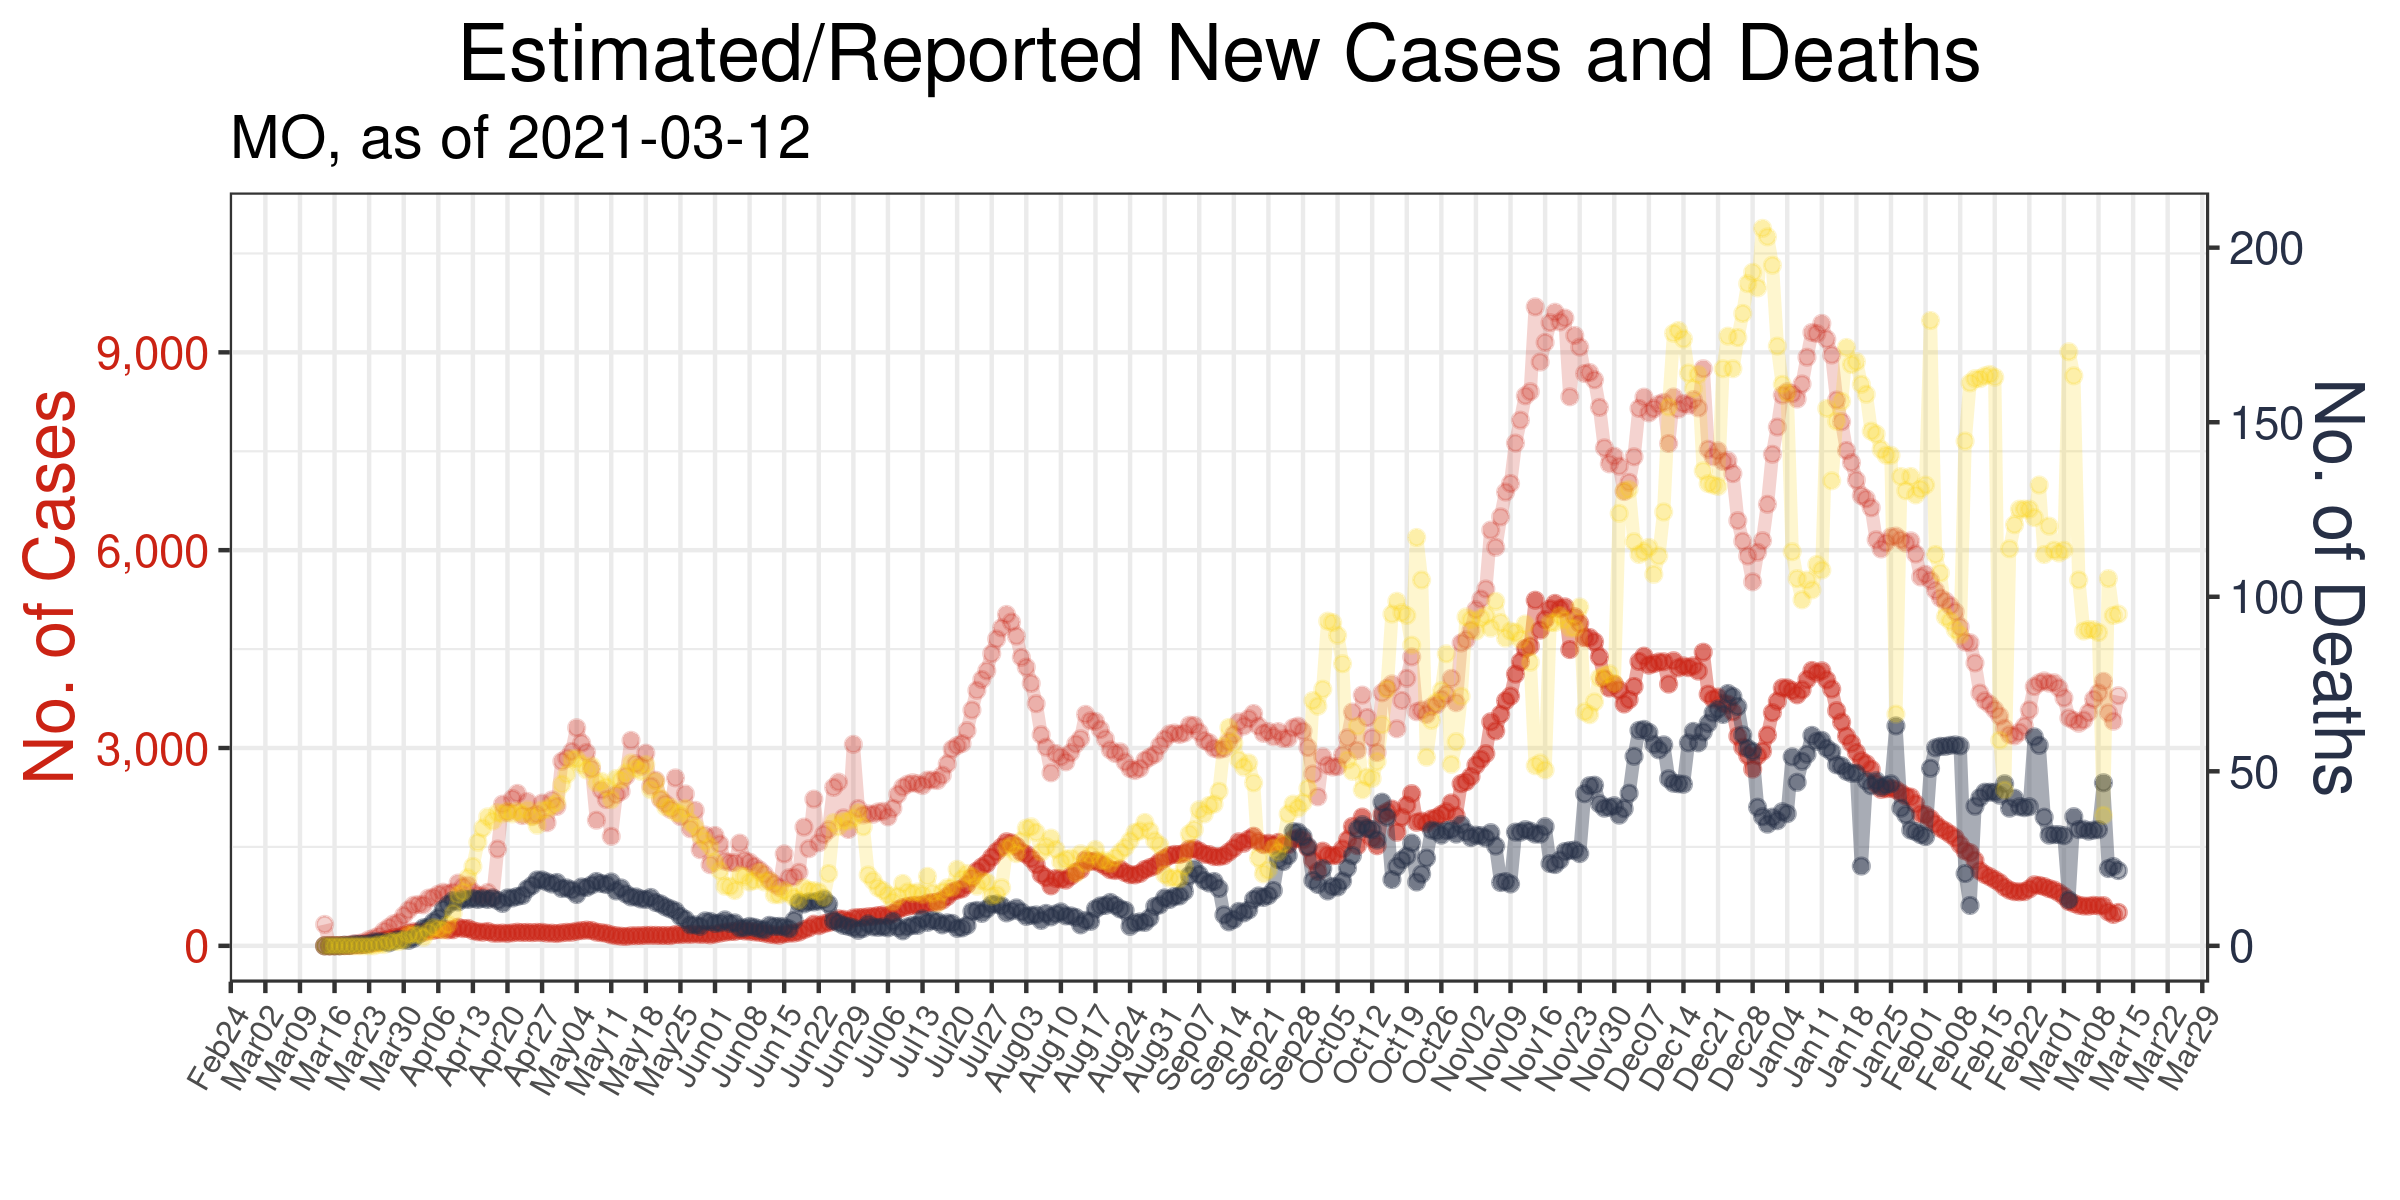 Estimated/Reported New Cases and Deaths
MO, as of 2021-03-12
No. of Cases
9,000
6,000
3,000
0
200
150
100
50
0
No. of Deaths
Feb24
Mar02
Mar09
Mar16
Mar23
Mar30
Apr06
Apr13
Apr20
Apr27
May04
May11
May18
May25
Jun01
Jun08
Jun15
Jun22
Jun29
Jul06
Jul13
Jul20
Jul27
Aug03
Aug10
Aug17
Aug24
Aug31
Sep07
Sep14
Sep21
Sep28
Oct05
Oct12
Oct19
Oct26
Nov02
Nov09
Nov16
Nov23
Nov30
Dec07
Dec14
Dec21
Dec28
Jan04
Jan11
Jan18
Jan25
Feb01
Feb08
Feb15
Feb22
Mar01
Mar08
Mar15
Mar22
Mar29